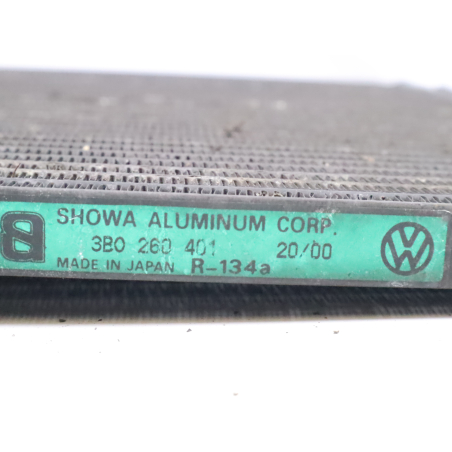 SHOWA ALUMINUM CORP.
3B0 260 401 20/00
MADE IN JAPAN R-134a